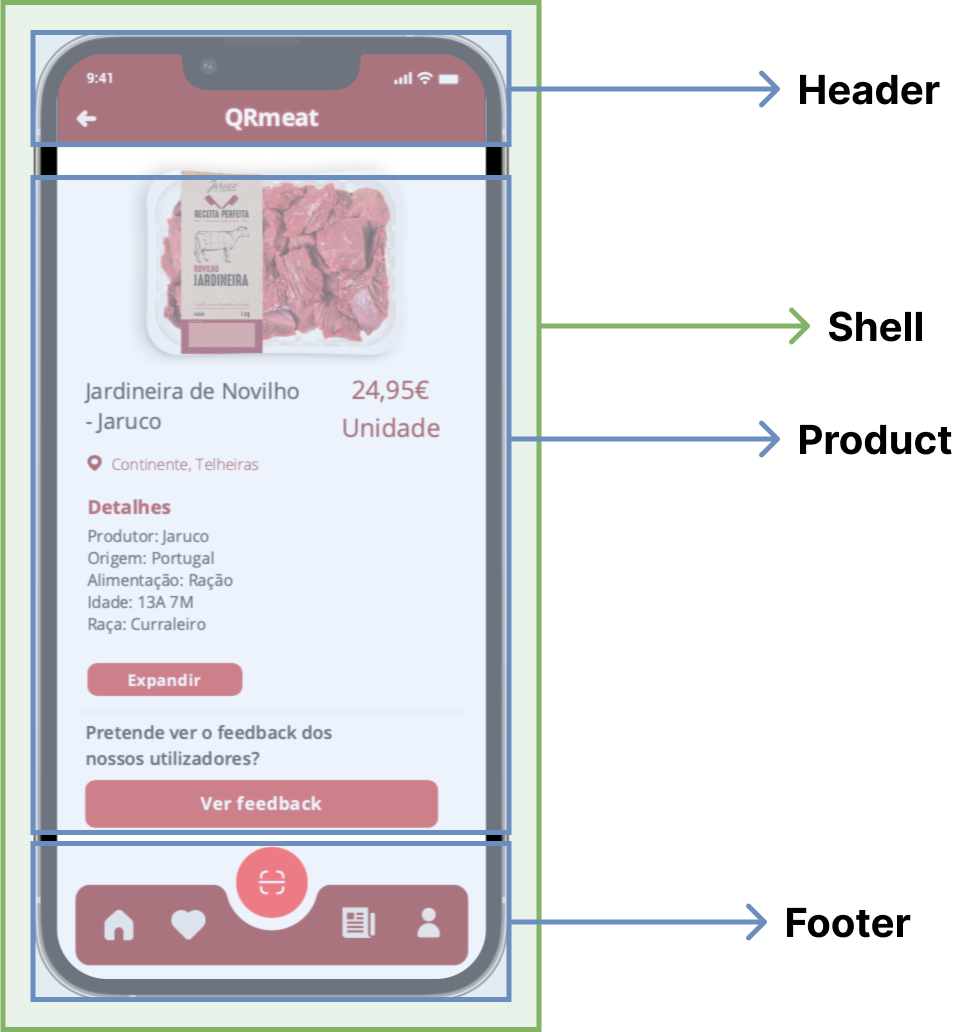 9:41
QRmeat
Header
Jaruco
RECEITA PERFEITA
NOVILHO
JARDINEIRA
1 kg
Shell
Jardineira de Novilho
- Jaruco
24,95€
Unidade
Product
Continente, Telheiras
Detalhes
Produtor: Jaruco
Origem: Portugal
Alimentação: Ração
Idade: 13A 7M
Raça: Curraleiro
Expandir
Pretende ver o feedback dos
nossos utilizadores?
Ver feedback
Footer